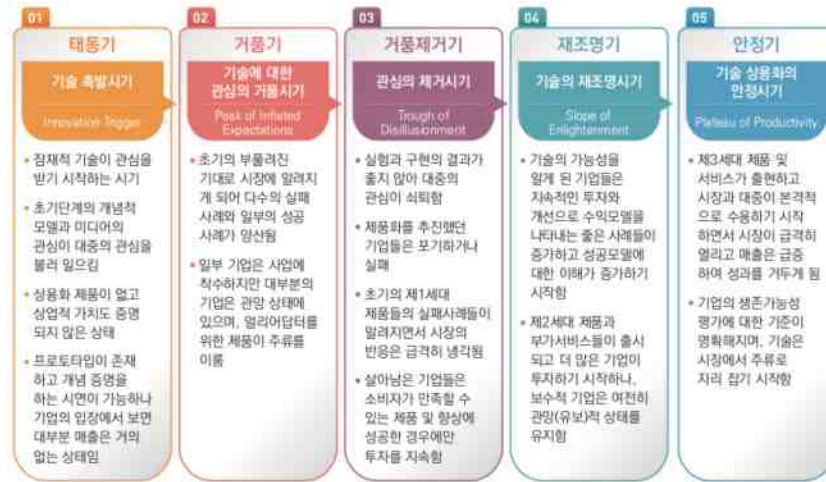 01
태동기
기술 촉발시기
Innovation Trigger
• 잠재적 기술이 관심을
받기 시작하는 시기
• 초기단계의 개념적
모델과 미디어의
관심이 대중의 관심을
불러 일으킴
• 상용화 제품이 없고
상업적 가치도 증명
되지 않은 상태
• 프로토타입이 존재
하고 개념 증명을
하는 시면이 가능하나
기업의 입장에서 보면
대부분 매출은 거의
없는 상태임
02
거품기
기술에 대한
관심의 거품시기
Peak of Inflated
Expectations
• 초기의 부풀려진
기대로 시장에 알려지
게 되어 다수의 실패
사례와 일부의 성공
사례가 양산됨
• 일부 기업은 사업에
착수하지만 대부분의
기업은 관망 상태에
있으며, 얼리어답터를
위한 제품이 주류를
이룸
03
거품제거기
관심의 제거시기
Trough of
Disillusionment
• 실험과 구현의 결과가
좋지 않아 대중의
관심이 쇠퇴함
• 제품화를 추진했던
기업들은 포기하거나
실패
• 초기의 제1세대
제품들의 실패사례들이
알려지면서 시장의
반응은 급격히 냉각됨
• 살아남은 기업들은
소비자가 만족할 수
있는 제품 및 향상에
성공한 경우에만
투자를 지속함
04
재조명기
기술의 재조명시기
Slope of
Enlightenment
• 기술의 가능성을
알게 된 기업들은
지속적인 투자와
개선으로 수익모델을
나타내는 좋은 사례들이
증가하고 성공모델에
대한 이해가 증가하기
시작함
• 제2세대 제품과
부가서비스들이 출시
되고 더 많은 기업이
투자하기 시작하나,
보수적 기업은 여전히
관망(유보)적 상태를
유지함
05
안정기
기술 상용화의
안정시기
Plateau of Productivity
• 제3세대 제품 및
서비스가 출현하고
시장과 대중이 본격적
으로 수용하기 시작
하면서 시장이 급격히
열리고 매출은 급증
하여 성과를 거두게 됨
• 기업의 생존가능성
평가에 대한 기준이
명확해지며, 기술은
시장에서 주류로
자리 잡기 시작함